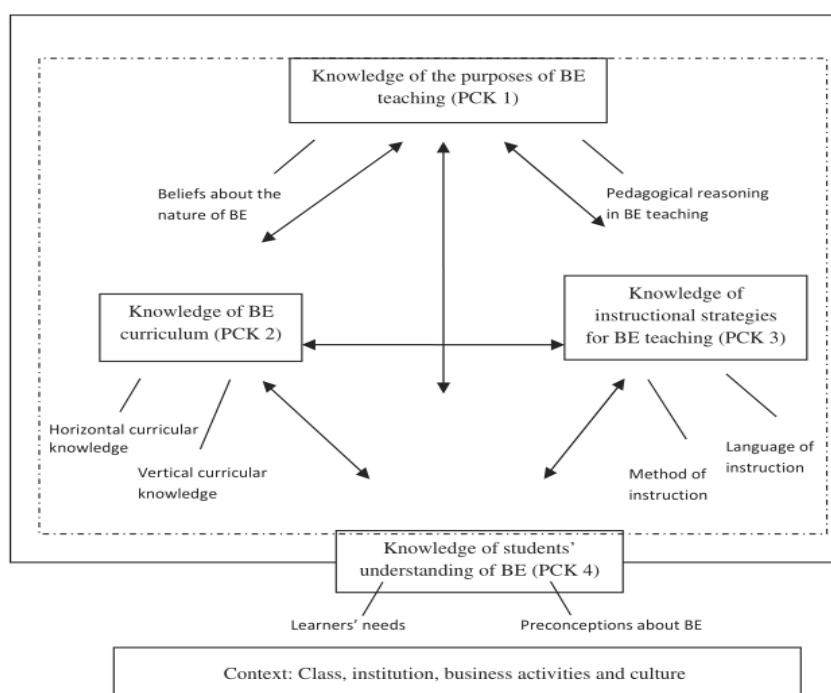 Knowledge of the purposes of BE
teaching (PCK 1)
Beliefs about the
nature of BE
Pedagogical reasoning
in BE teaching
Knowledge of BE
curriculum (PCK 2)
Knowledge of
instructional strategies
for BE teaching (PCK 3)
Horizontal curricular
knowledge
Vertical curricular
knowledge
Method of
instruction
Language of
instruction
Knowledge of students’
understanding of BE (PCK 4)
Learners’ needs
Preconceptions about BE
Context: Class, institution, business activities and culture